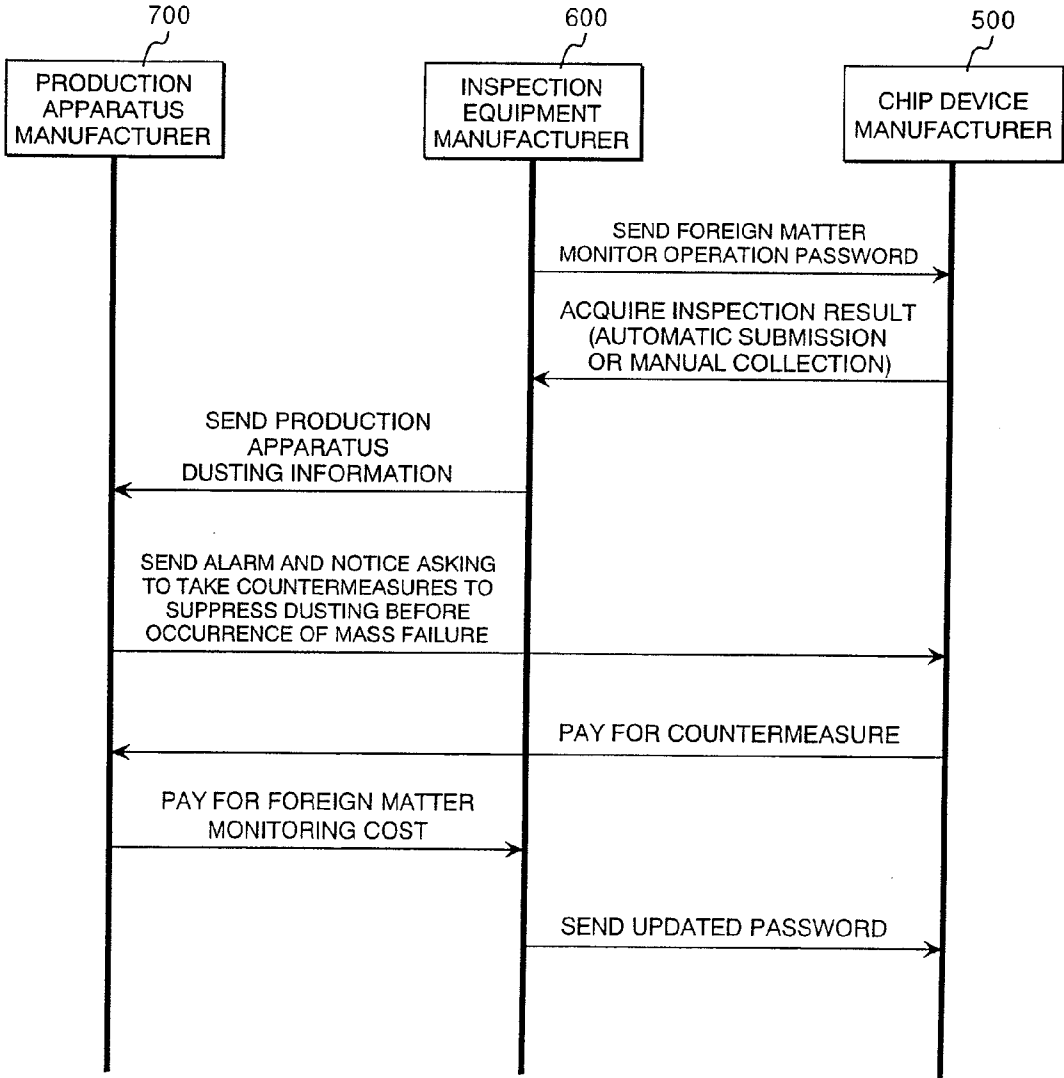 700
600
500
PRODUCTION
APPARATUS
MANUFACTURER
INSPECTION
EQUIPMENT
MANUFACTURER
CHIP DEVICE
MANUFACTURER
SEND FOREIGN MATTER
MONITOR OPERATION PASSWORD
ACQUIRE INSPECTION RESULT
(AUTOMATIC SUBMISSION
OR MANUAL COLLECTION)
SEND PRODUCTION
APPARATUS
DUSTING INFORMATION
SEND ALARM AND NOTICE ASKING
TO TAKE COUNTERMEASURES TO
SUPPRESS DUSTING BEFORE
OCCURRENCE OF MASS FAILURE
PAY FOR COUNTERMEASURE
PAY FOR FOREIGN MATTER
MONITORING COST
SEND UPDATED PASSWORD